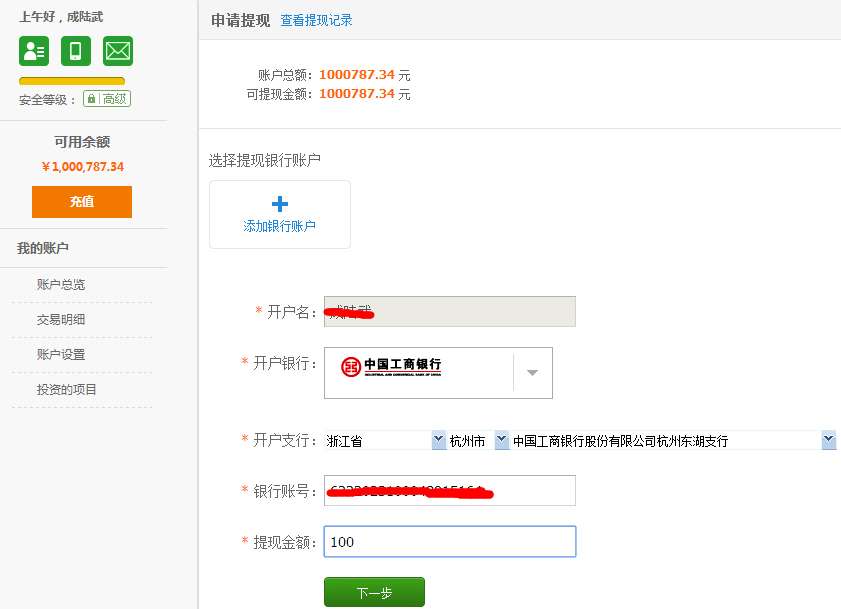 上午好，成陆武
安全等级： 高级
可用余额
￥1,000,787.34
充值
我的账户
账户总览
交易明细
账户设置
投资的项目
申请提现 查看提现记录
账户总额： 1000787.34 元
可提现金额： 1000787.34 元
选择提现银行账户
添加银行账户
* 开户名：
* 开户银行： 中国工商银行
INDUSTRIAL AND COMMERCIAL BANK OF CHINA
* 开户支行： 浙江省 杭州市 中国工商银行股份有限公司杭州东湖支行
* 银行账号：
* 提现金额： 100
下一步